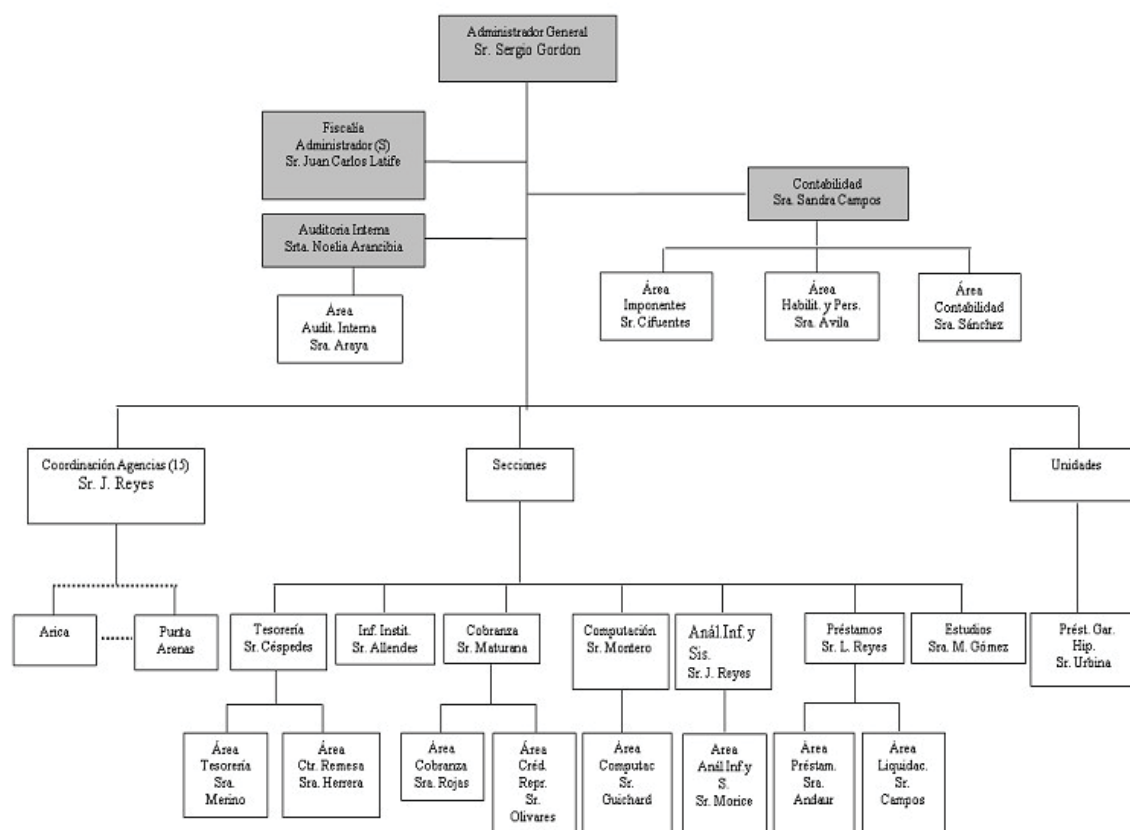 Administrador General
Sr. Sergio Gordon
Fiscalía
Administrador (S)
Sr. Juan Carlos Latife
Contabilidad
Sra. Sandra Campos
Auditoria Interna
Srta. Noelia Arancibia
Área
Audit. Interna
Sra. Araya
Área
Imponentes
Sr. Cifuentes
Área
Habilit. y Pers.
Sra. Avila
Área
Contabilidad
Sra. Sánchez
Coordinación Agencias (15)
Sr. J. Reyes
Secciones
Unidades
Arica
Punta
Arenas
Tesorería
Sr. Céspedes
Inf. Instit.
Sr. Allendes
Cobranza
Sr. Maturana
Computación
Sr. Montero
Anál.Inf. y
Sis.
Sr. J. Reyes
Préstamos
Sr. L. Reyes
Estudios
Sra. M. Gómez
Prést. Gar.
Hip.
Sr. Urbina
Área
Tesorería
Sra.
Merino
Área
Ctr. Remesa
Sra. Herrera
Área
Cobranza
Sra. Rojas
Área
Créd.
Repr.
Sr.
Olivares
Área
Computac
Sr.
Guichard
Área
Anál.Inf.y
S.
Sr. Morice
Área
Préstam.
Sra.
Andaur
Área
Liquidac.
Sr.
Campos